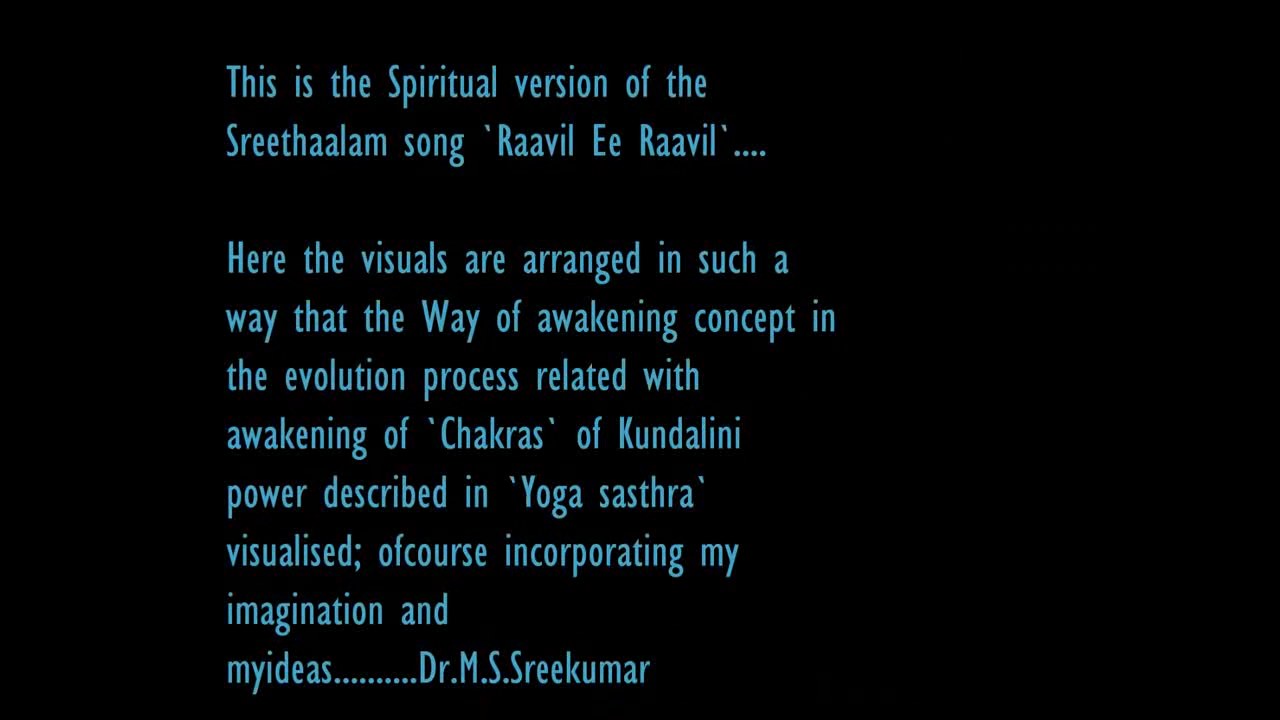 This is the Spiritual version of the
Sreethaalam song `Raavil Ee Raavil`....
Here the visuals are arranged in such a
way that the Way of awakening concept in
the evolution process related with
awakening of `Chakras` of Kundalini
power described in `Yoga sasthra`
visualised; ofcourse incorporating my
imagination and
myideas..........Dr.M.S.Sreekumar